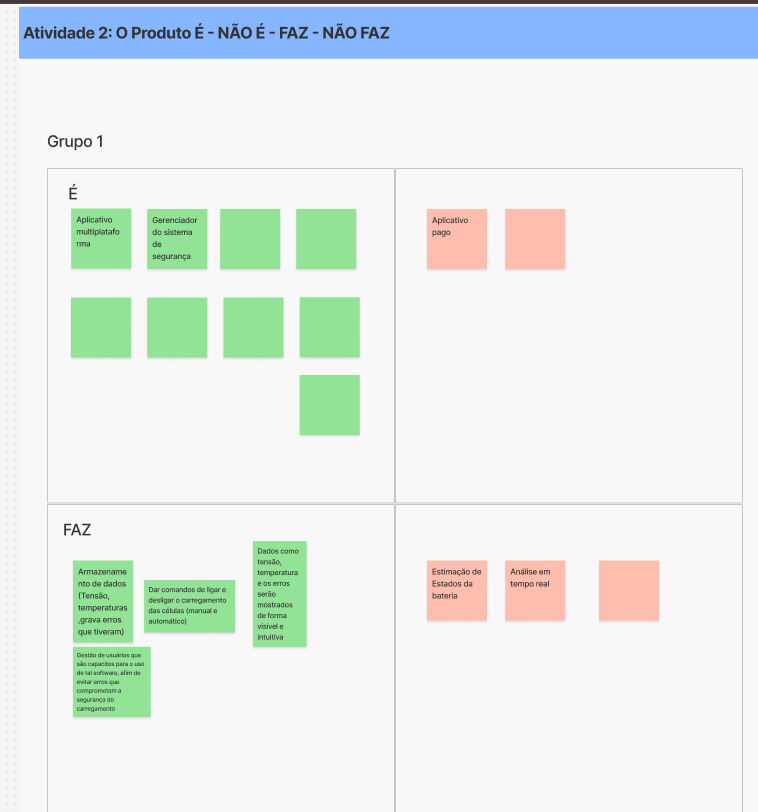 Atividade 2: O Produto É - NÃO É - FAZ - NÃO FAZ
Grupo 1
É
Aplicativo
multiplatafo
rma
Gerenciador
do sistema
de
segurança
Aplicativo
pago
FAZ
Armazename
nto de dados
(Tensão,
temperaturas
,grava erros
que tiveram)
Dar comandos de ligar e
desligar o carregamento
das células (manual e
automático)
Dados como
tensão,
temperatura
e os erros
serão
mostrados
de forma
visível e
intuitiva
Gestão de usuários que
são capacitos para o uso
de tal software, afim de
evitar erros que
comprometam a
segurança do
carregamento
Estimação de
Estados da
bateria
Análise em
tempo real